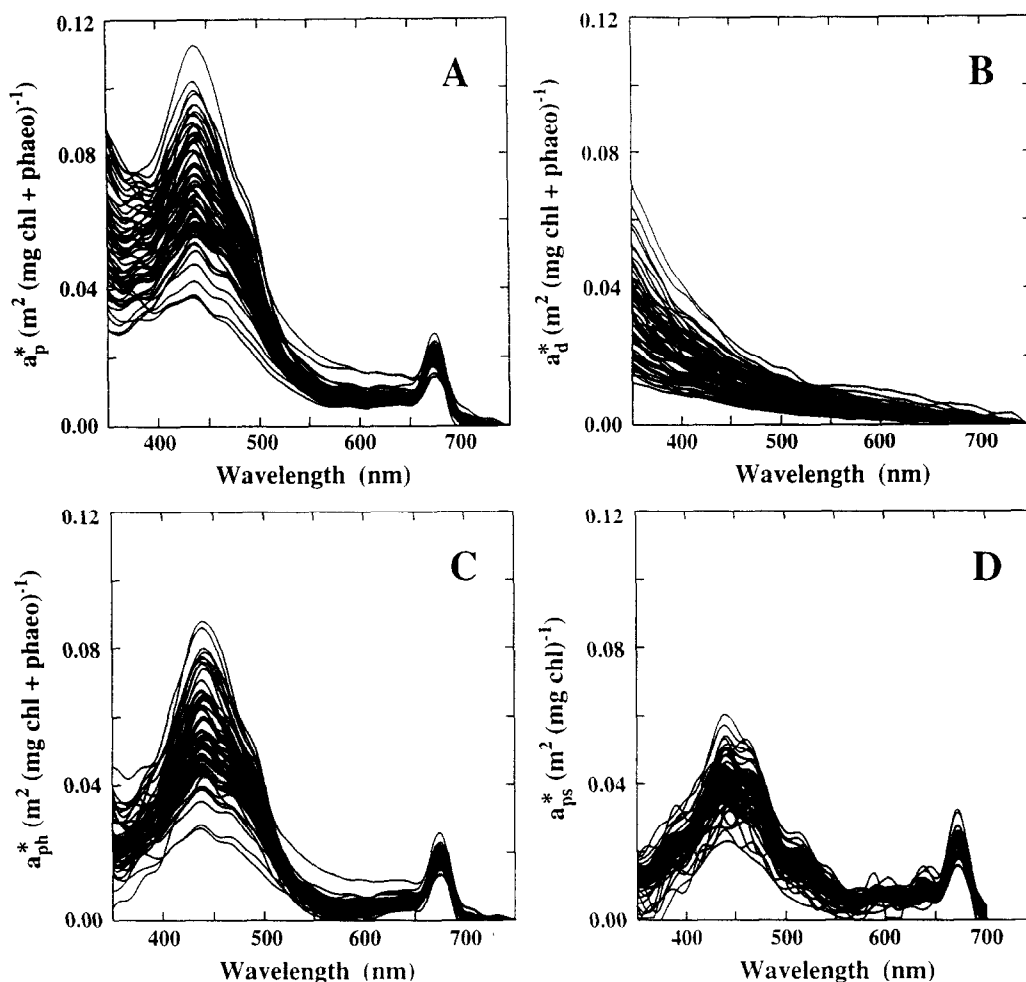 A
0.12
0.08
0.04
0.00
a*p (m2 (mg chl + phaeo)-1
400 500 600 700
Wavelength (nm)
B
0.12
0.08
0.04
0.00
a*d (m2 (mg chl + phaeo)-1
400 500 600 700
Wavelength (nm)
C
0.12
0.08
0.04
0.00
a*ph (m2 (mg chl + phaeo)-1
400 500 600 700
Wavelength (nm)
D
0.12
0.08
0.04
0.00
a*ps (m2 (mg chl)-1
400 500 600 700
Wavelength (nm)